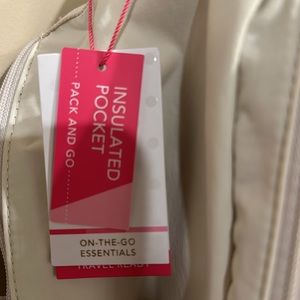 INSULATED
POCKET
PACK AND GO
ON-THE-GO
ESSENTIALS
TRAVEL READY